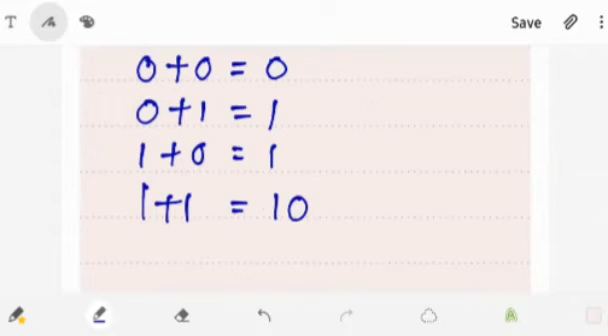 T Save
0+0 = 0
0+1 = 1
1+0 = 1
1+1 = 10
A